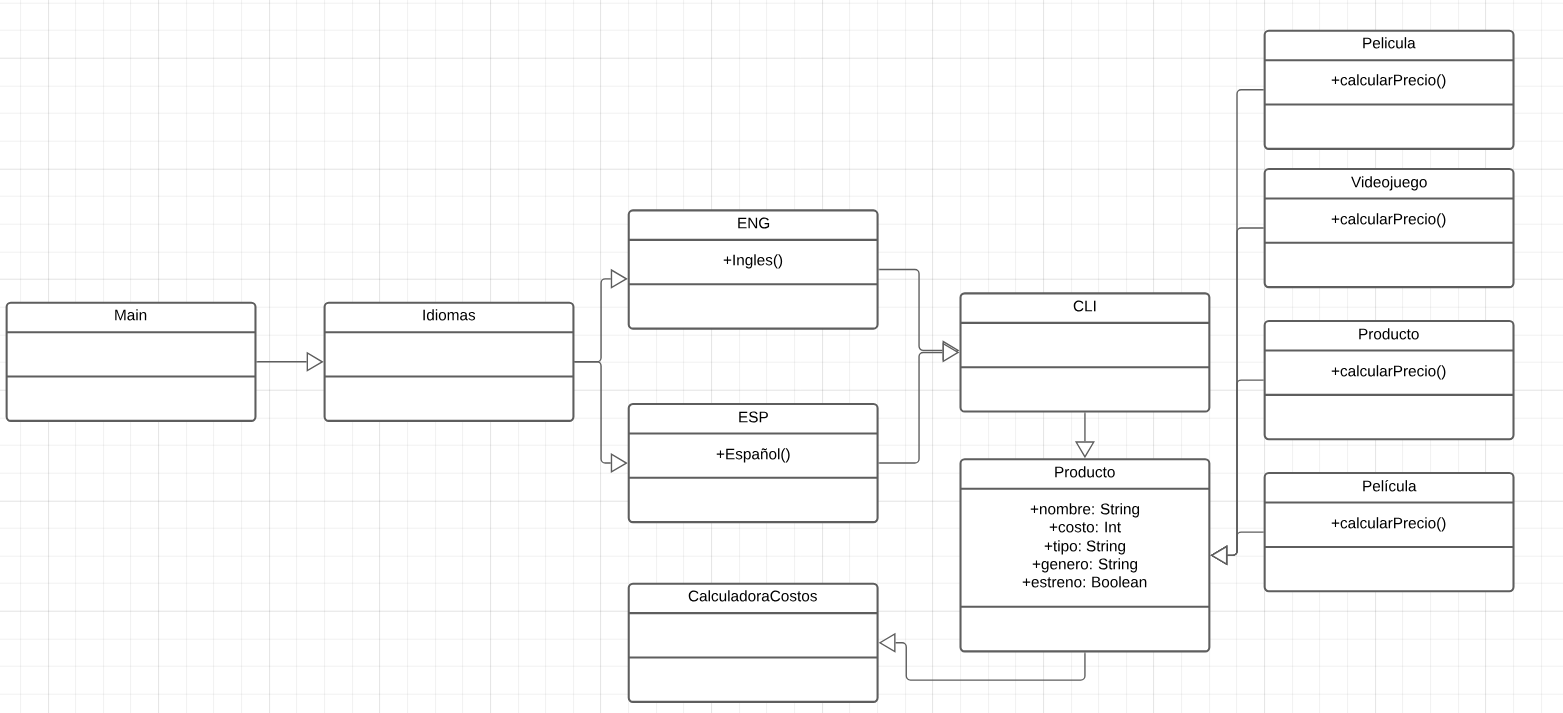 Main
Idiomas
ENG
+Ingles()
ESP
+Español()
CalculadoraCostos
CLI
Producto
+nombre: String
+costo: Int
+tipo: String
+genero: String
+estreno: Boolean
Pelicula
+calcularPrecio()
Videojuego
+calcularPrecio()
Producto
+calcularPrecio()
Película
+calcularPrecio()